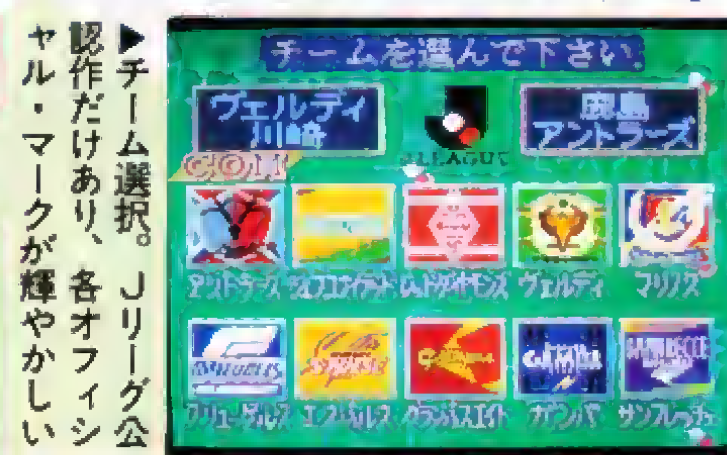 ▶チーム選択。Jリーグ公
認作だけあり、各オフィシ
ャル・マークが輝やかしい
チームを選んで下さい。
ヴェルディ
川崎
鹿島
アントラーズ
COM
J.LEAGUE
アントラーズ ジェフユナイテッド レッドダイヤモンズ ヴェルディ マリノス
フリューゲルス エスパルス グランパスエイト ガンバ サンフレッチェ
GAMBA